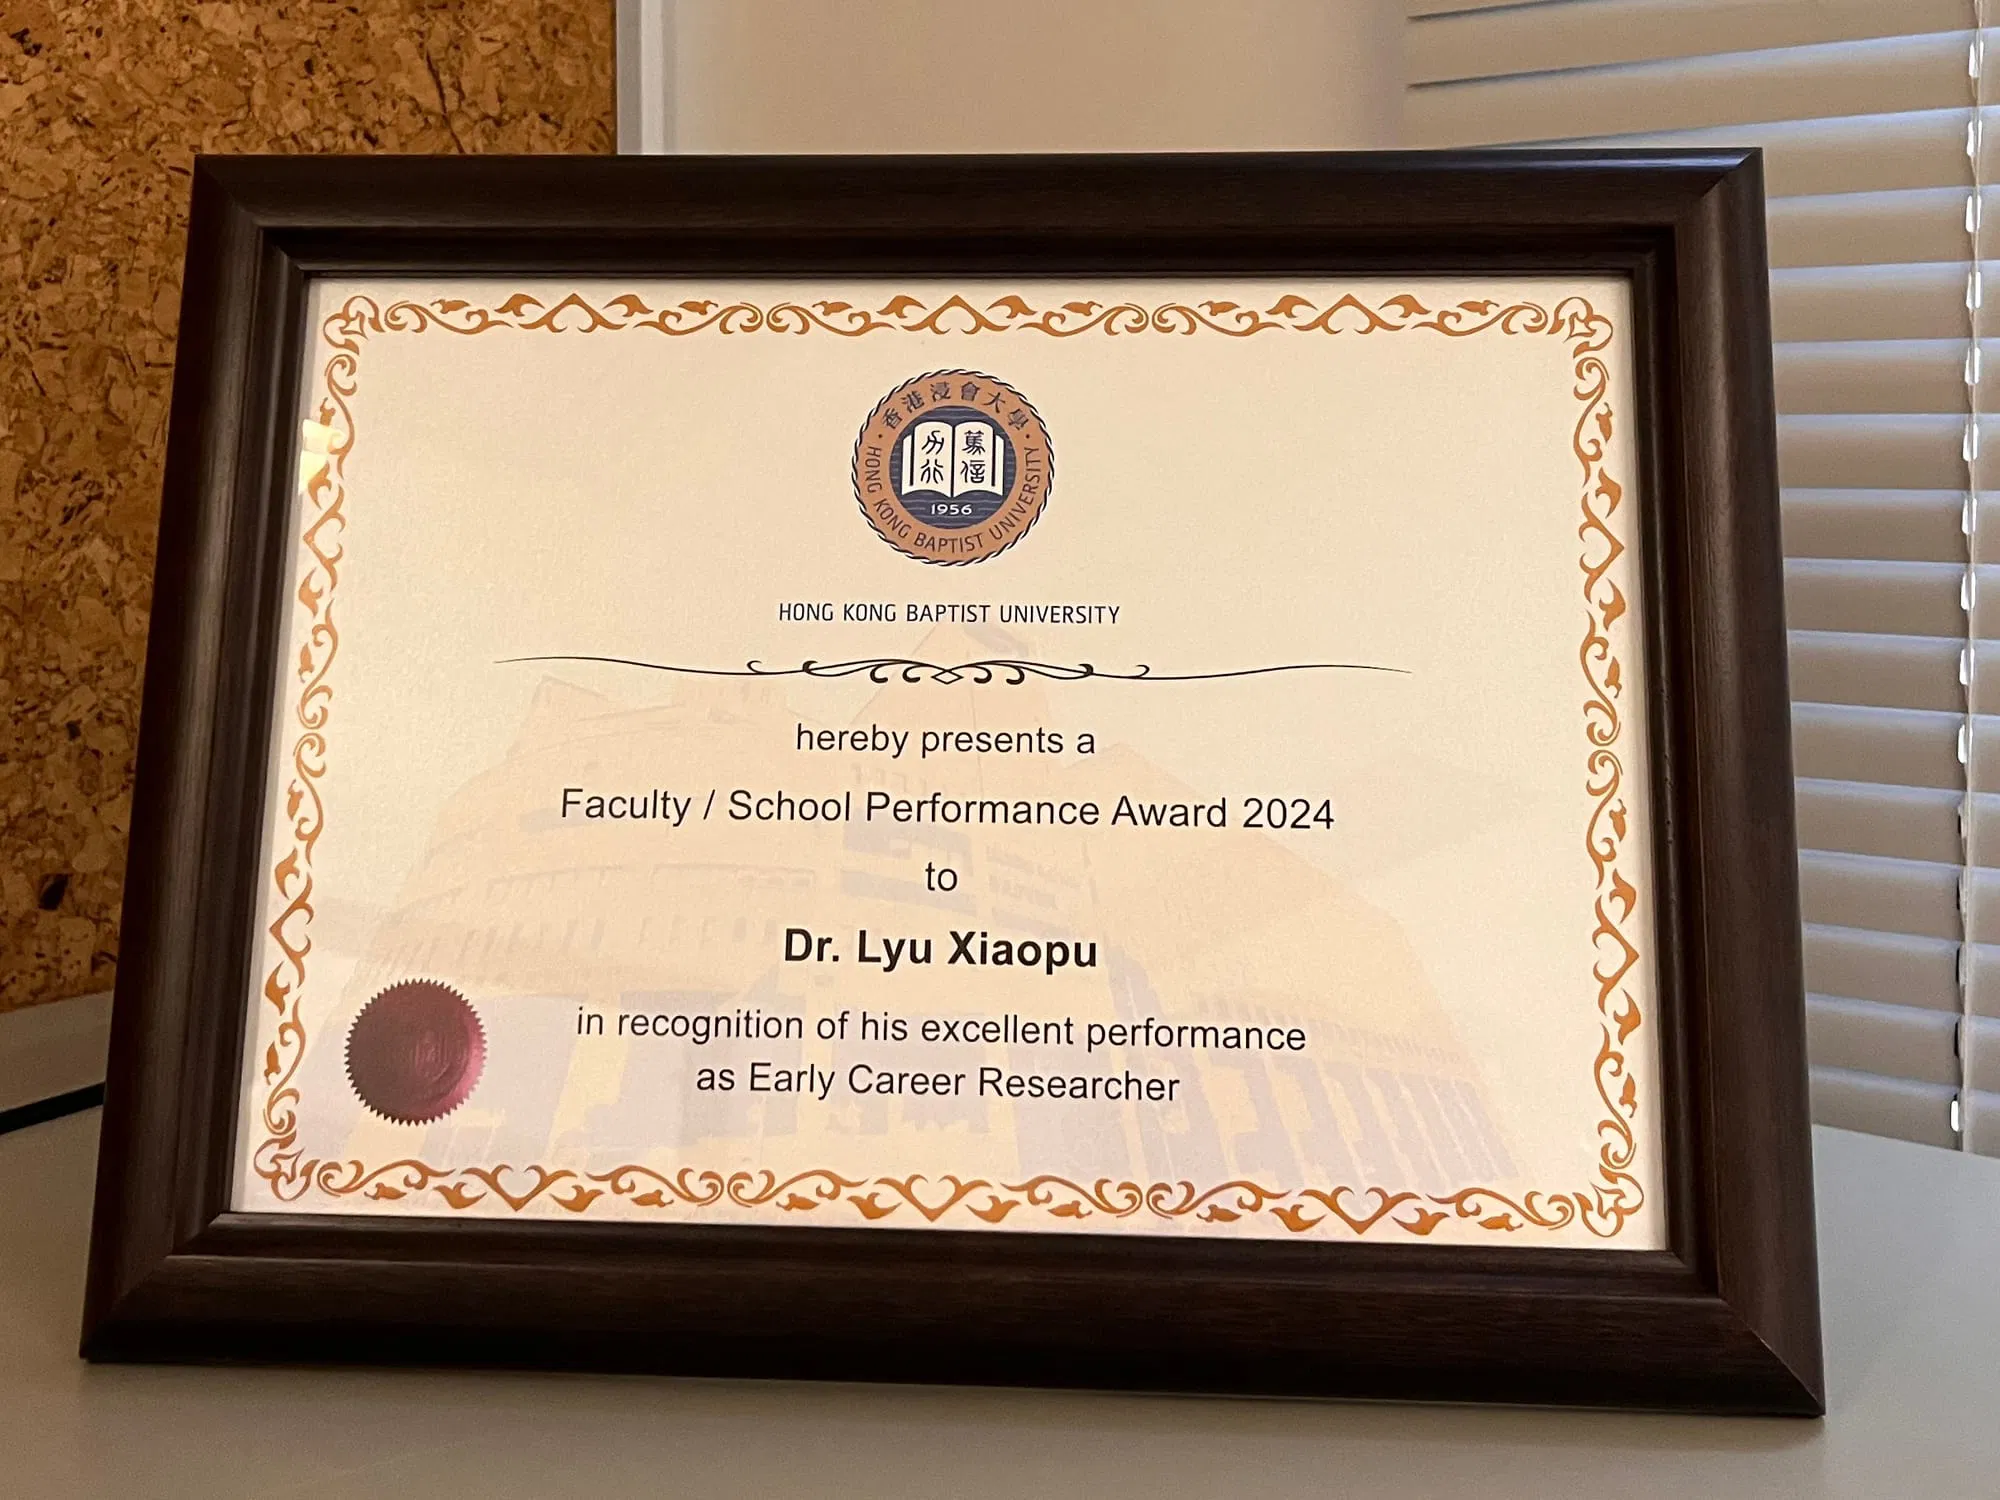 香港浸會大學
力 篤
行 信
1956
HONG KONG BAPTIST UNIVERSITY
HONG KONG BAPTIST UNIVERSITY
hereby presents a
Faculty / School Performance Award 2024
to
Dr. Lyu Xiaopu
in recognition of his excellent performance
as Early Career Researcher